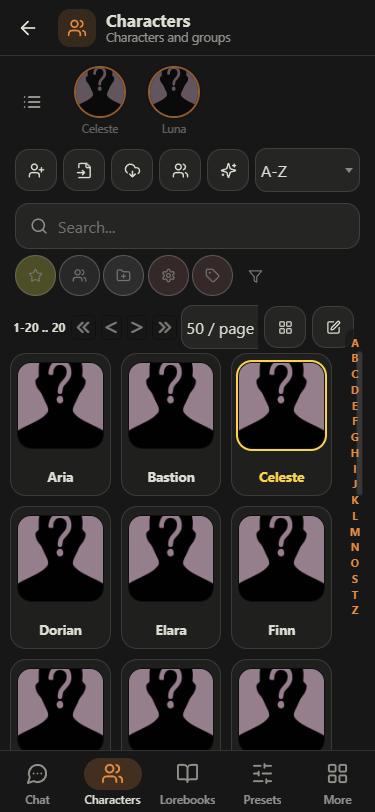 Characters
Characters and groups
Celeste
Luna
A-Z
Search...
1-20 .. 20
50 / page
A
B
C
D
E
F
G
H
I
J
K
L
M
N
O
S
T
Z
Aria
Bastion
Celeste
Dorian
Elara
Finn
Chat
Characters
Lorebooks
Presets
More